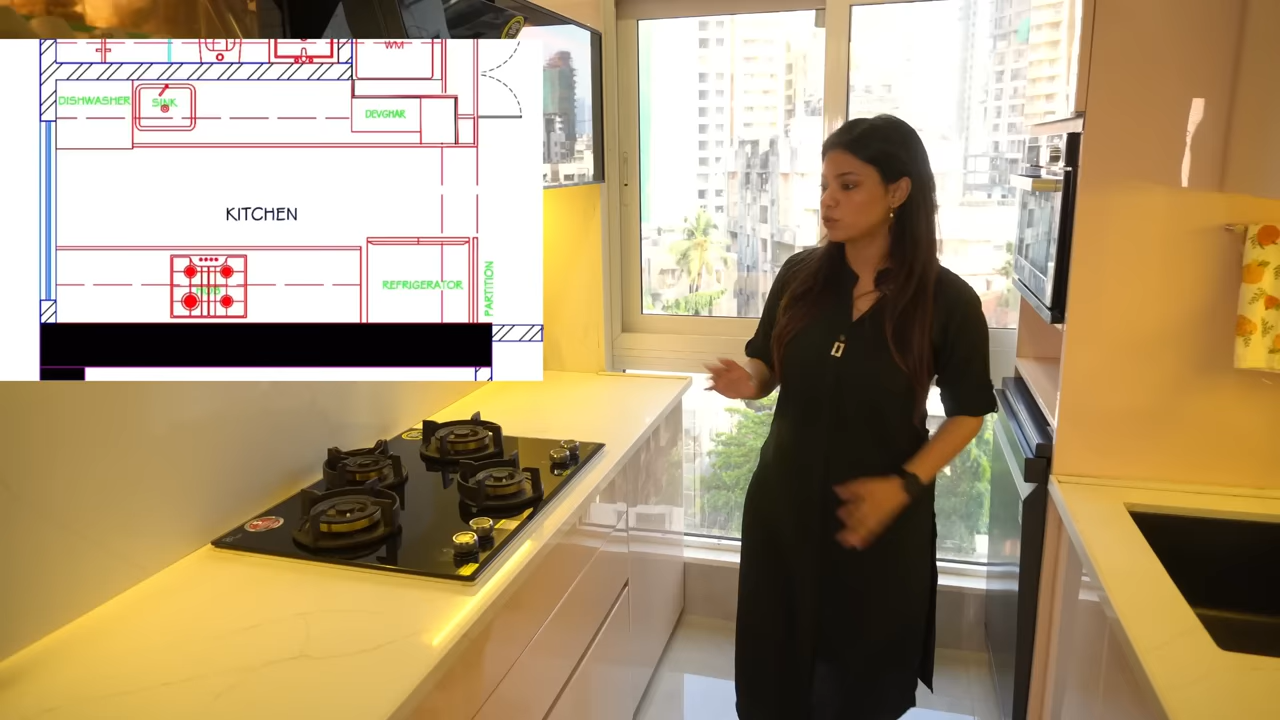 WM
DISHWASHER
SINK
DEVGHAR
KITCHEN
HOB
REFRIGERATOR
PARTITION